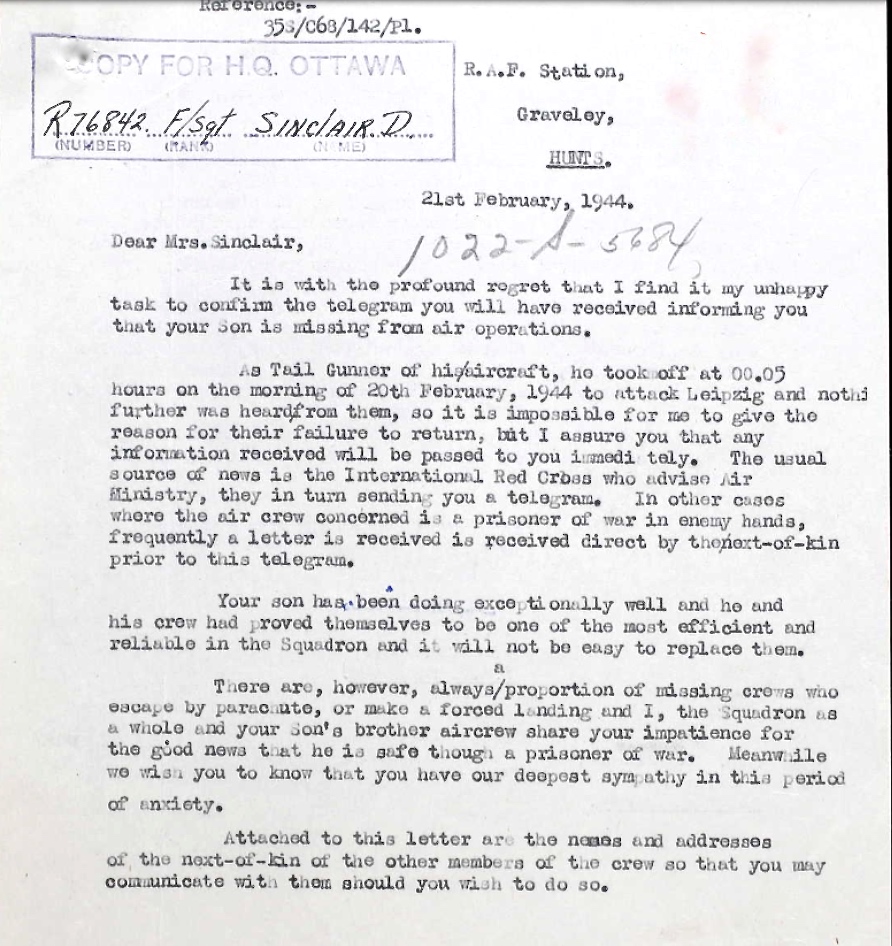 Reference:-
35S/C68/142/P1.
COPY FOR H.Q. OTTAWA
R76842 F/Sgt SINCLAIR. D.
(NUMBER) (RANK) (NAME)
R.A.F. Station,
Graveley,
HUNTS.
21st February, 1944.
1022-A-5684
Dear Mrs.Sinclair,
It is with the profound regret that I find it my unhappy
task to confirm the telegram you will have received informing you
that your Son is missing from air operations.
As Tail Gunner of his/aircraft, he took off at 00.05
hours on the morning of 20th February, 1944 to attack Leipzig and nothi
further was heard/from them, so it is impossible for me to give the
reason for their failure to return, but I assure you that any
information received will be passed to you immedi tely. The usual
source of news is the International Red Cross who advise Air
Ministry, they in turn sending you a telegram. In other cases
where the air crew concerned is a prisoner of war in enemy hands,
frequently a letter is received is received direct by the/next-of-kin
prior to this telegram.
Your son has been doing exceptionally well and he and
his crew had proved themselves to be one of the most efficient and
reliable in the Squadron and it will not be easy to replace them.
a
There are, however, always/proportion of missing crews who
escape by parachute, or make a forced landing and I, the Squadron as
a whole and your Son's brother aircrew share your impatience for
the good news that he is safe though a prisoner of war. Meanwhile
we wish you to know that you have our deepest sympathy in this period
of anxiety.
Attached to this letter are the names and addresses
of the next-of-kin of the other members of the crew so that you may
communicate with them should you wish to do so.